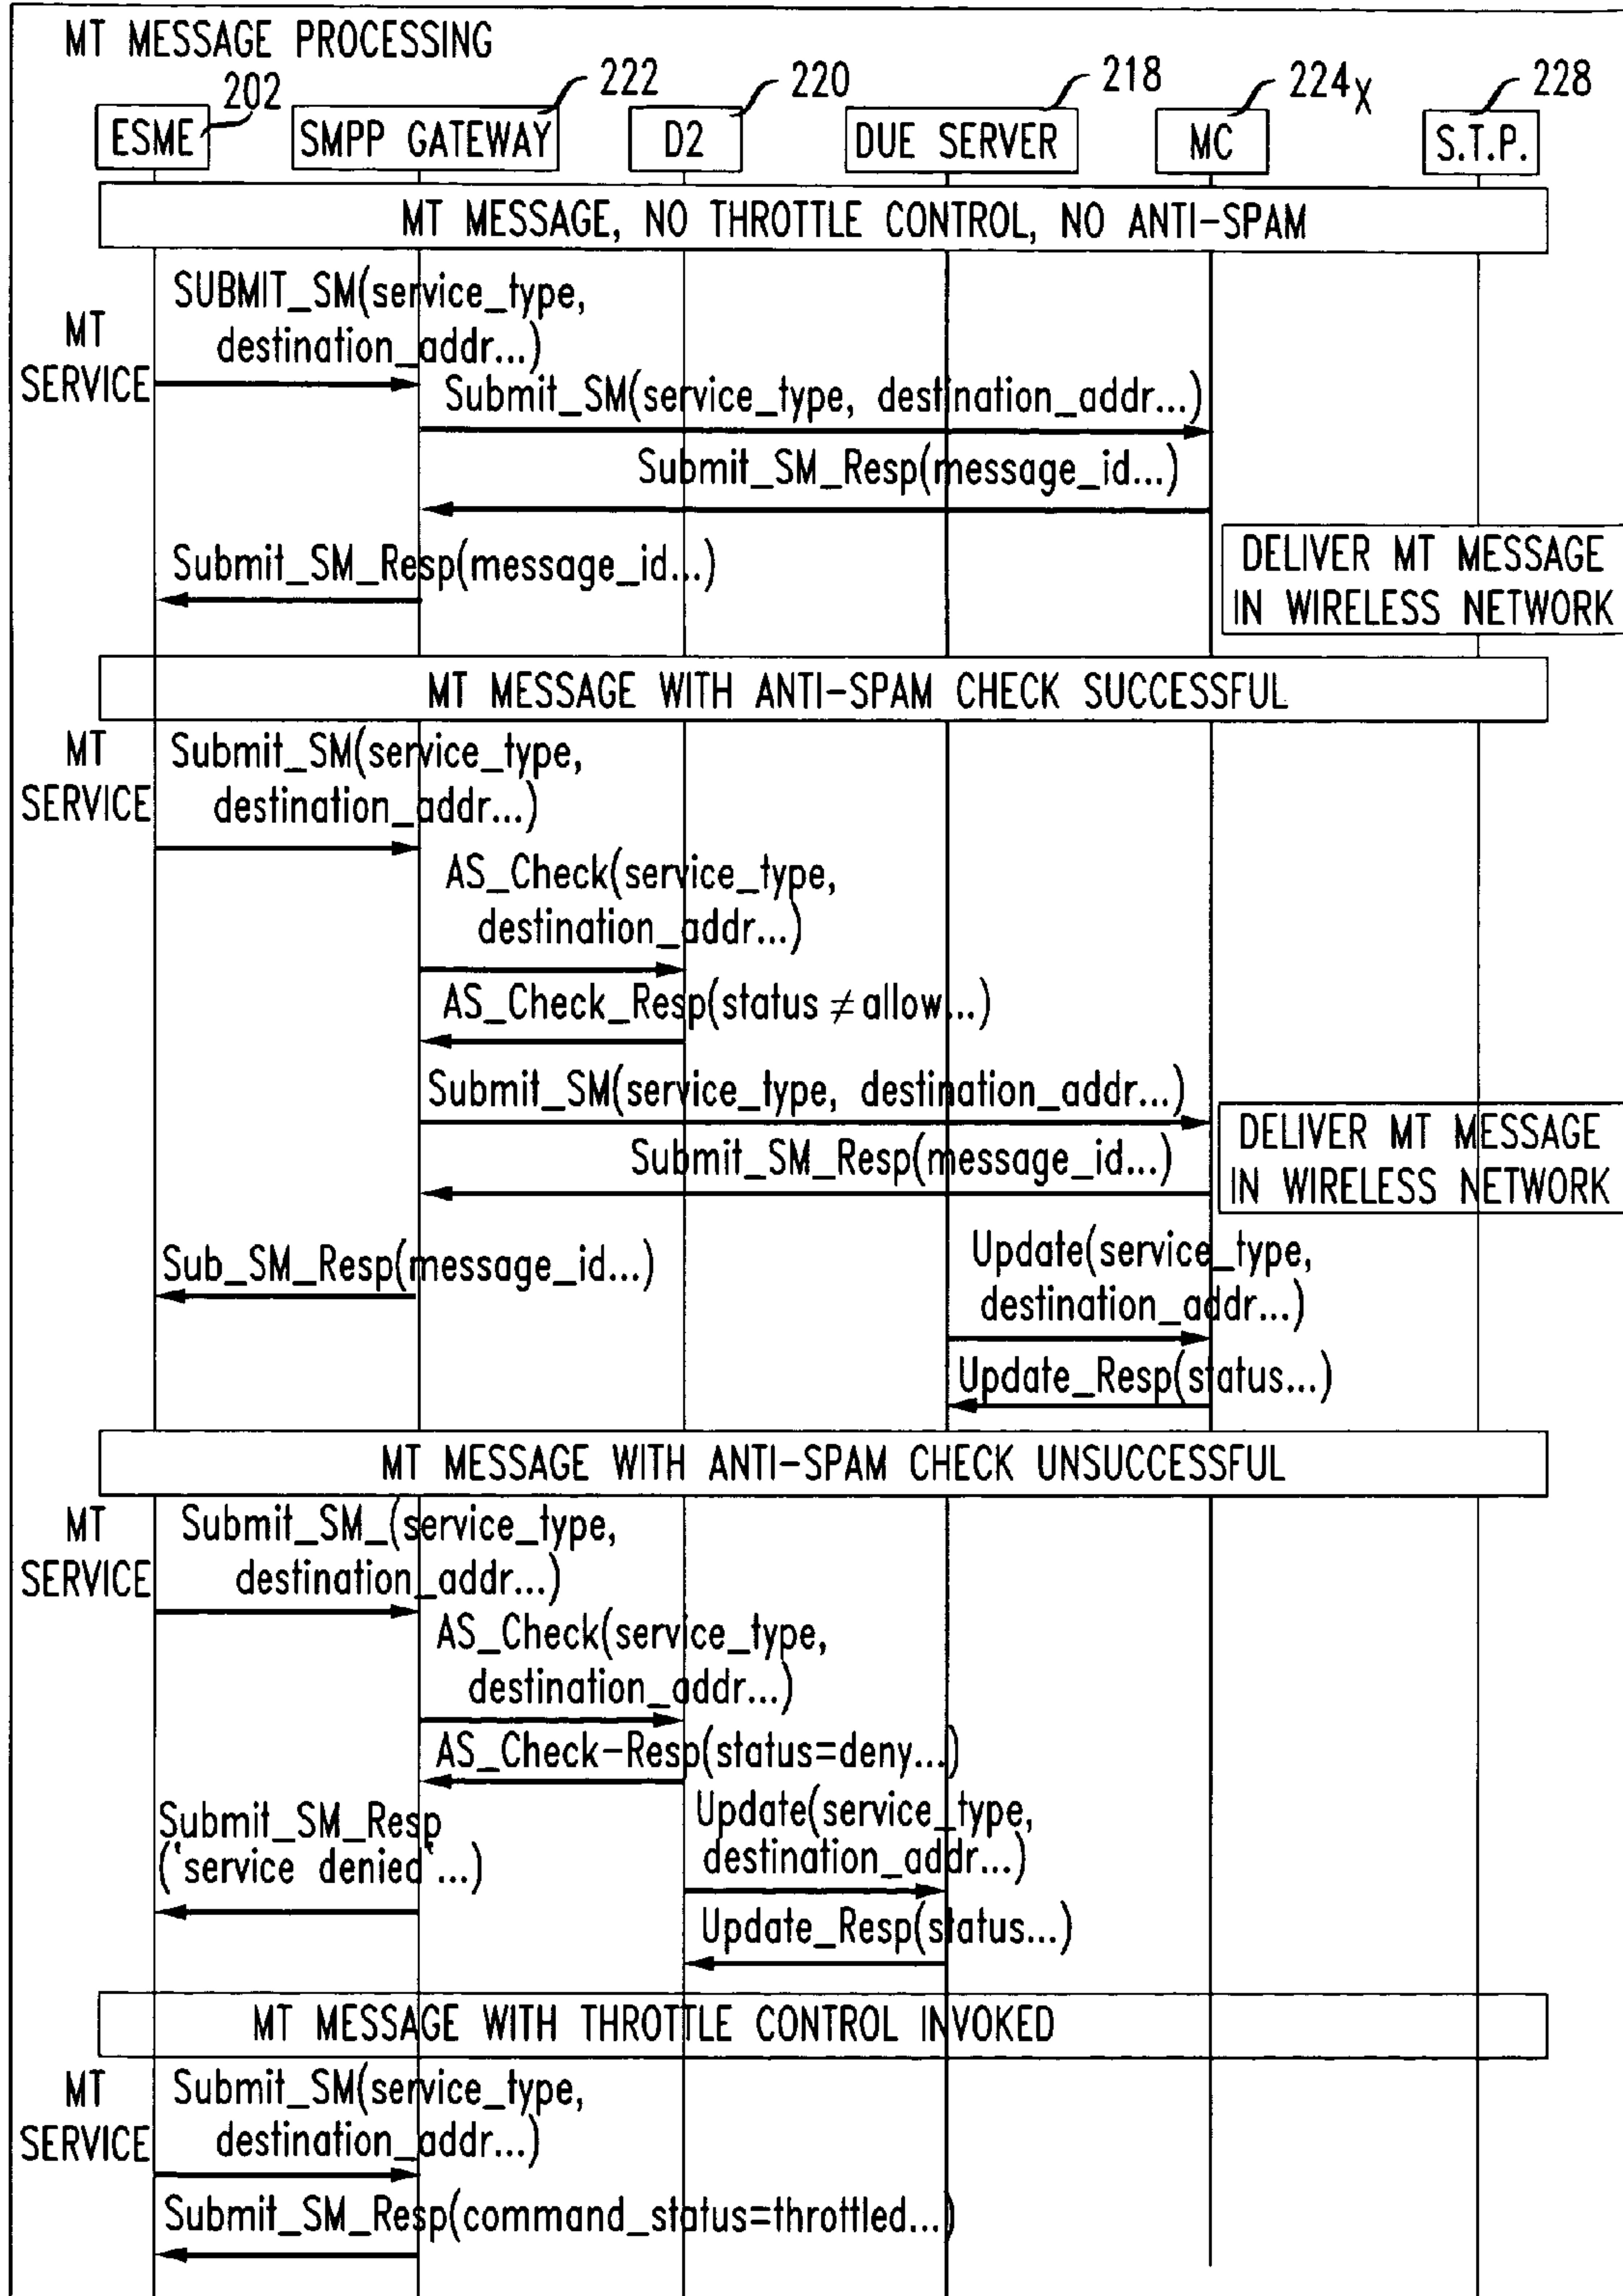 MT MESSAGE PROCESSING
202
222
220
218
224X
228
ESME
SMPP GATEWAY
D2
DUE SERVER
MC
S.T.P.
MT MESSAGE, NO THROTTLE CONTROL, NO ANTI-SPAM
MT
SERVICE
SUBMIT_SM(service_type,
destination_addr...)
Submit_SM(service_type, destination_addr...)
Submit_SM_Resp(message_id...)
DELIVER MT MESSAGE
IN WIRELESS NETWORK
Submit_SM_Resp(message_id...)
MT MESSAGE WITH ANTI-SPAM CHECK SUCCESSFUL
MT
SERVICE
Submit_SM(service_type,
destination_addr...)
AS_Check(service_type,
destination_addr...)
AS_Check_Resp(status ≠ allow...)
Submit_SM(service_type, destination_addr...)
DELIVER MT MESSAGE
IN WIRELESS NETWORK
Submit_SM_Resp(message_id...)
Sub_SM_Resp(message_id...)
Update(service_type,
destination_addr...)
Update_Resp(status...)
MT MESSAGE WITH ANTI-SPAM CHECK UNSUCCESSFUL
MT
SERVICE
Submit_SM_(service_type,
destination_addr...)
AS_Check(service_type,
destination_addr...)
AS_Check-Resp(status=deny...)
Submit_SM_Resp
('service denied'...)
Update(service_type,
destination_addr...)
Update_Resp(status...)
MT MESSAGE WITH THROTTLE CONTROL INVOKED
MT
SERVICE
Submit_SM(service_type,
destination_addr...)
Submit_SM_Resp(command_status=throttled...)